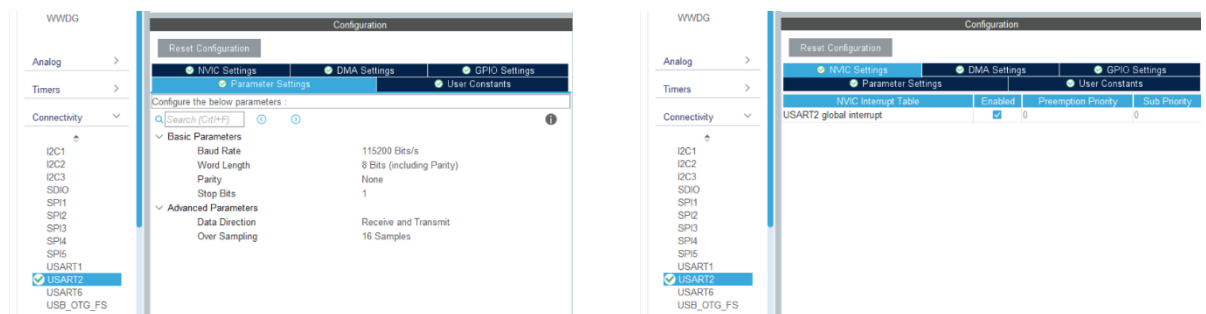 WWDG
Analog >
Timers >
Connectivity
I2C1
I2C2
I2C3
SDIO
SPI1
SPI2
SPI3
SPI4
SPI5
USART1
USART2
USART6
USB_OTG_FS
Configuration
Reset Configuration
NVIC Settings DMA Settings GPIO Settings
Parameter Settings User Constants
Configure the below parameters :
Search (Crtl+F)
Basic Parameters
Baud Rate 115200 Bits/s
Word Length 8 Bits (including Parity)
Parity None
Stop Bits 1
Advanced Parameters
Data Direction Receive and Transmit
Over Sampling 16 Samples
WWDG
Analog >
Timers >
Connectivity
I2C1
I2C2
I2C3
SDIO
SPI1
SPI2
SPI3
SPI4
SPI5
USART1
USART2
USART6
USB_OTG_FS
Configuration
Reset Configuration
NVIC Settings DMA Settings GPIO Settings
Parameter Settings User Constants
NVIC Interrupt Table Enabled Preemption Priority Sub Priority
USART2 global interrupt 0 0